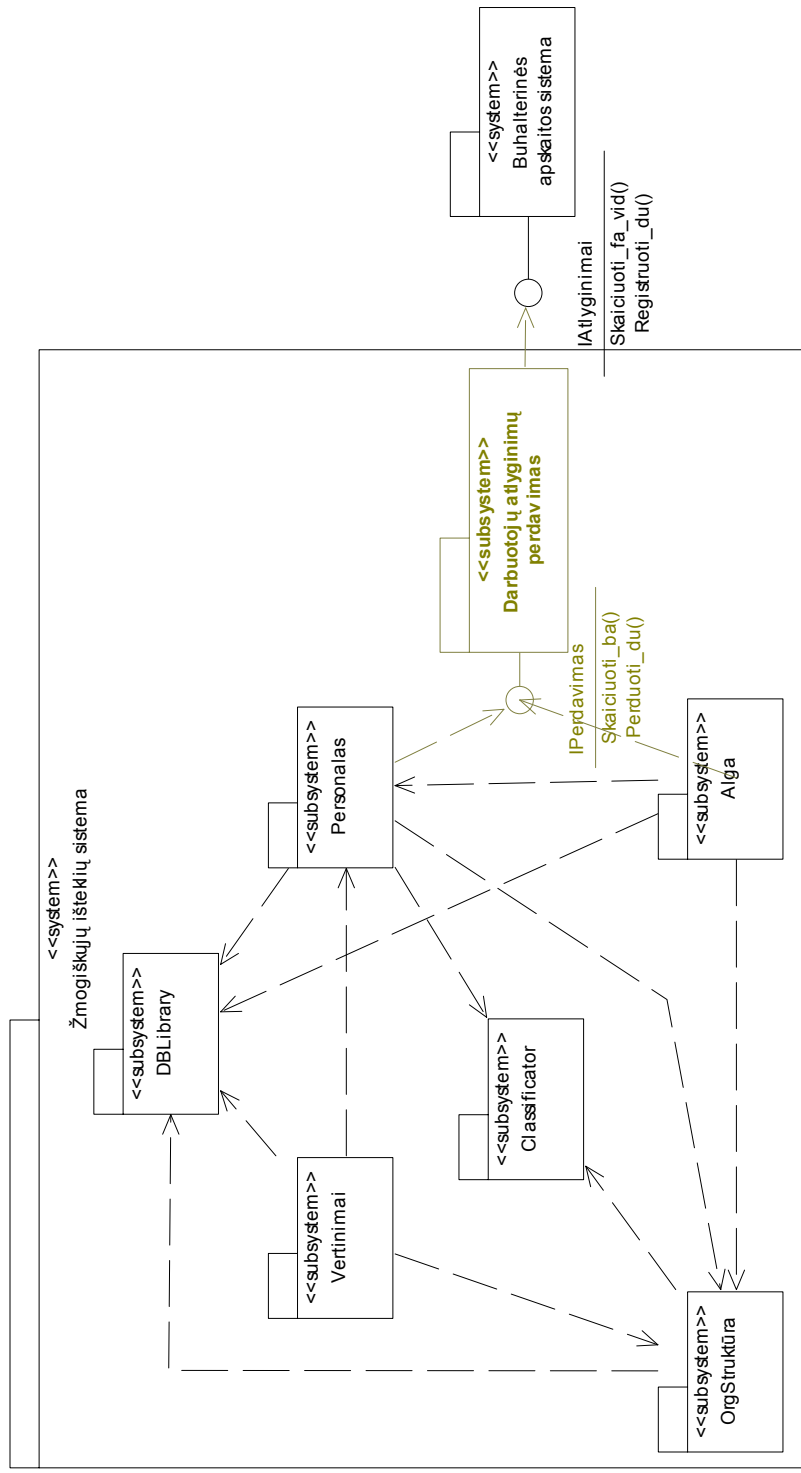 <<system>>
Žmogiškųjų išteklių sistema
<<subsystem>>
DBLibrary
<<subsystem>>
Vertinimai
<<subsystem>>
Personalas
<<subsystem>>
Classificator
<<subsystem>>
OrgStruktūra
<<subsystem>>
Alga
IPerdavimas
Skaiciuoti_ba()
Perduoti_du()
<<subsystem>>
Darbuotojų atlyginimų
perdavimas
IAtlyginimai
Skaiciuoti_fa_vid()
Registruoti_du()
<<system>>
Buhalterinės
apskaitos sistema